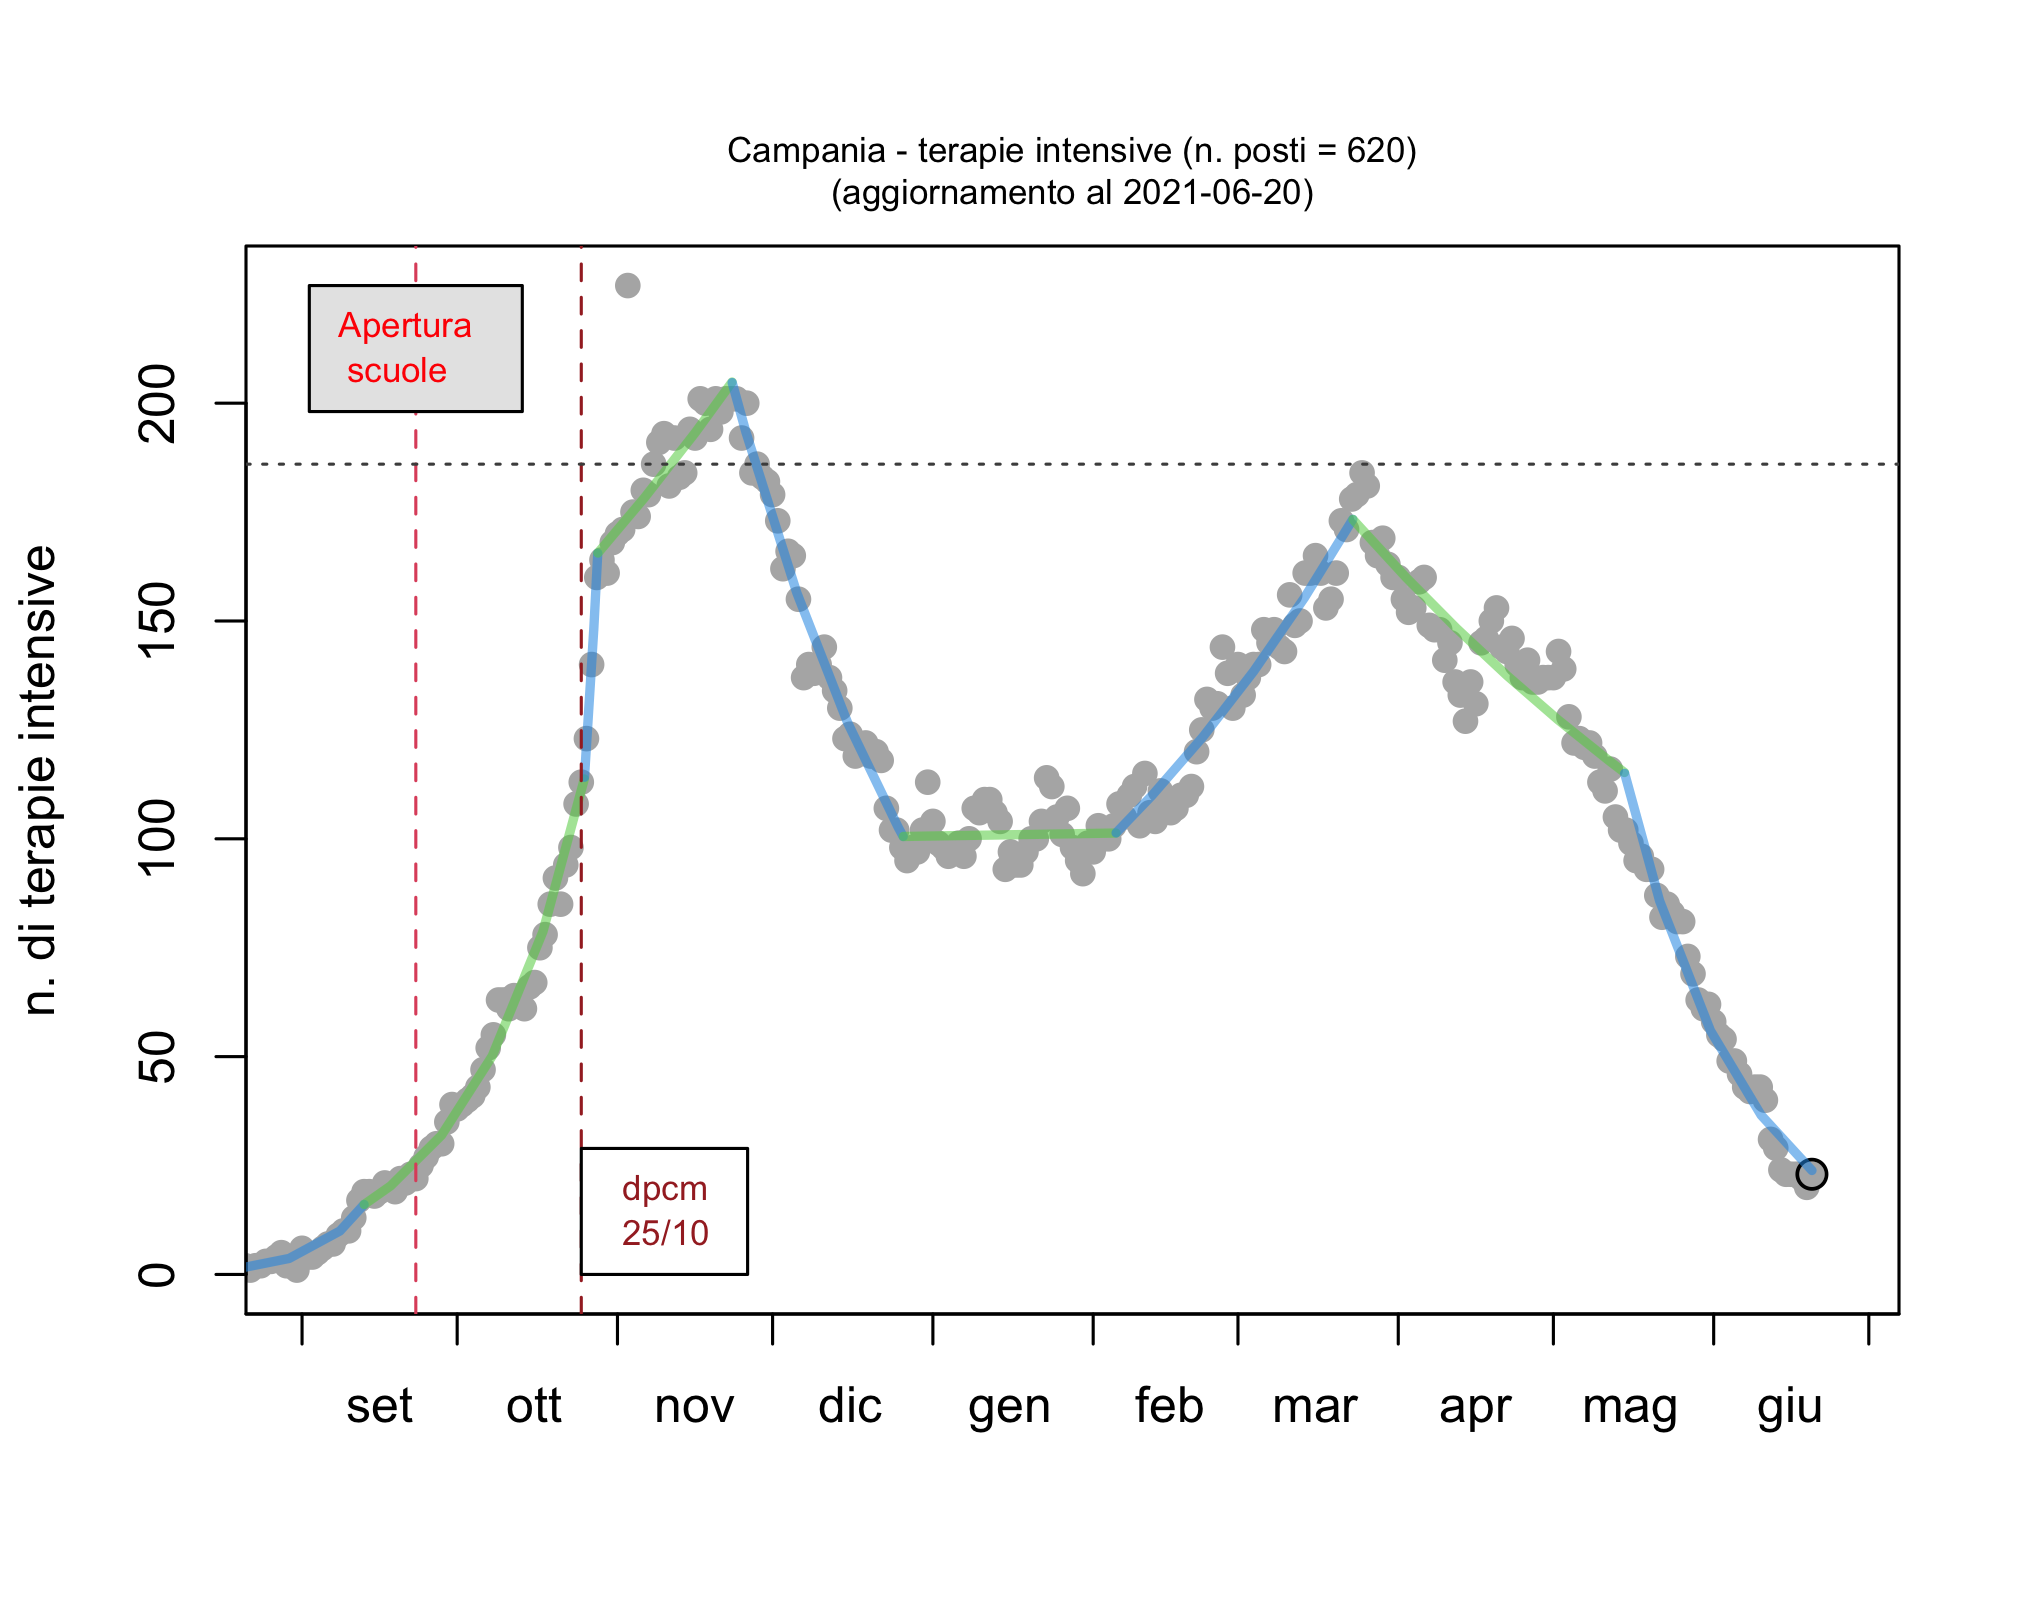 Campania - terapie intensive (n. posti = 620)
(aggiornamento al 2021-06-20)
n. di terapie intensive
200
150
100
50
0
Apertura
scuole
dpcm
25/10
set ott nov dic gen feb mar apr mag giu